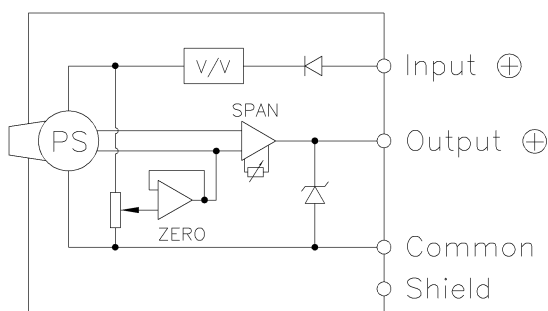 V/V
Input ⊕
SPAN
PS
Output ⊕
ZERO
Common
Shield